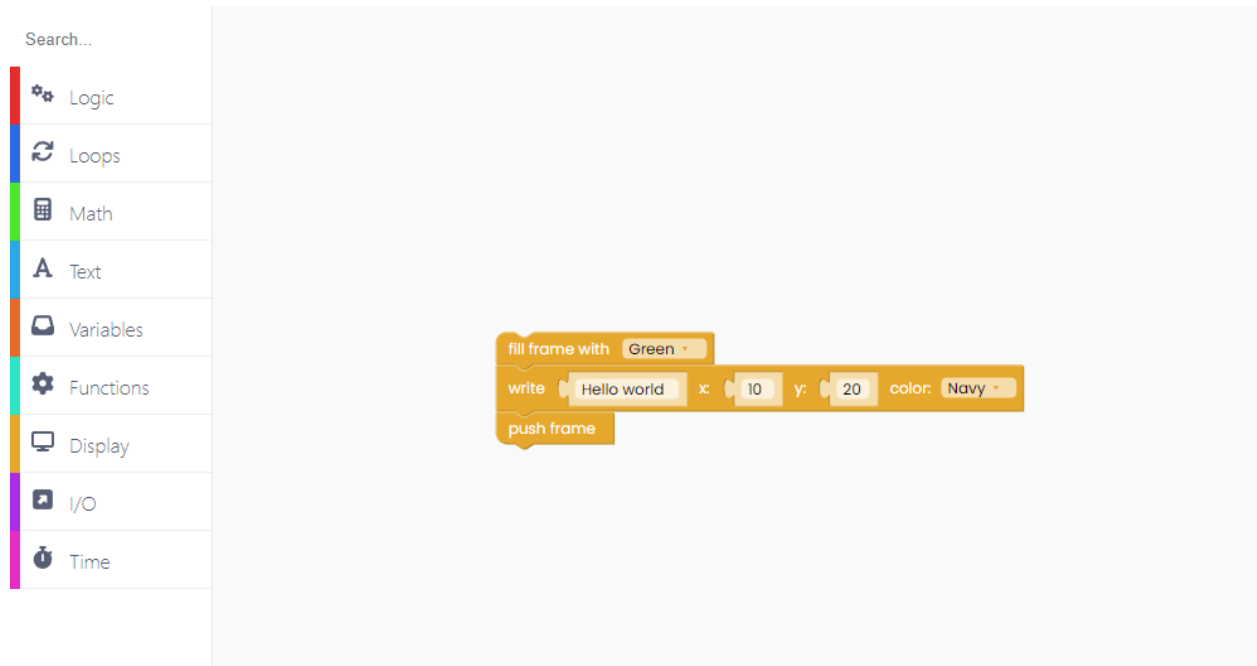 Search...
Logic
Loops
Math
Text
Variables
Functions
Display
I/O
Time
fill frame with Green
write Hello world x: 10 y: 20 color: Navy
push frame